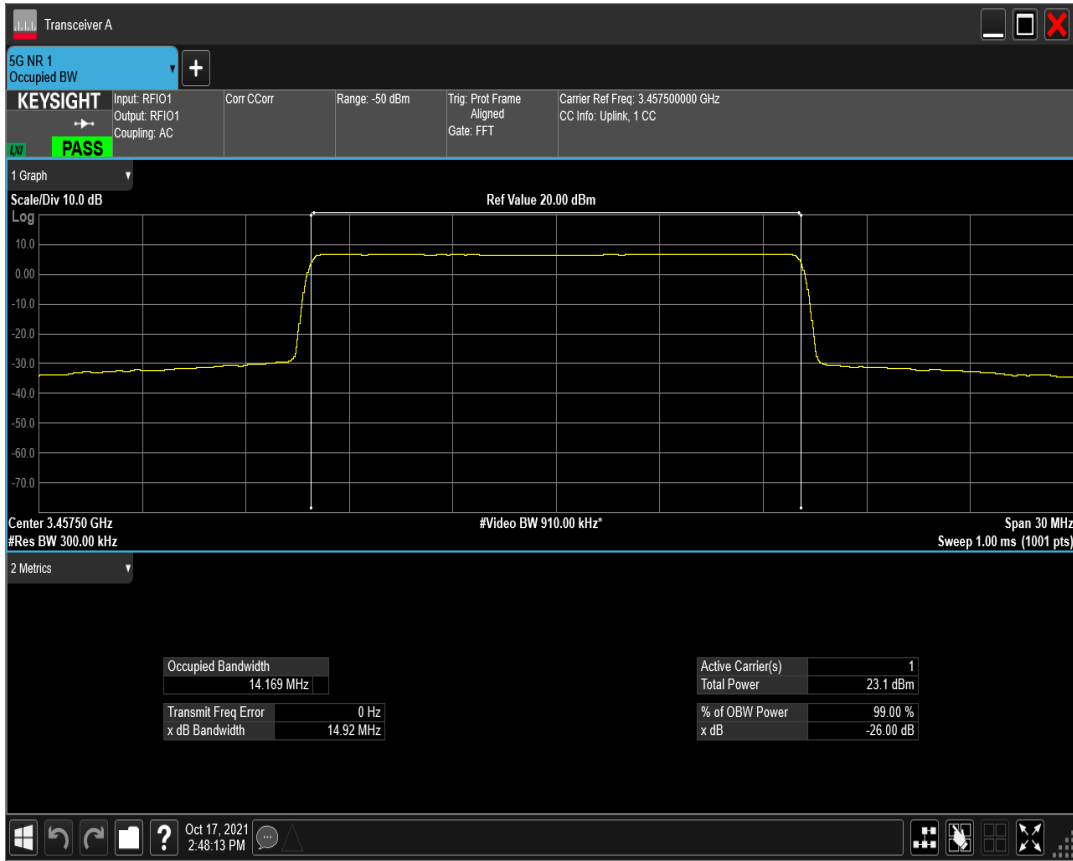 Transceiver A
5G NR 1
Occupied BW
KEYSIGHT
LXI
PASS
Input: RFIO1
Output: RFIO1
Coupling: AC
Corr CCorr
Range: -50 dBm
Trig: Prot Frame
Aligned
Gate: FFT
Carrier Ref Freq: 3.457500000 GHz
CC Info: Uplink, 1 CC
1 Graph
Scale/Div 10.0 dB
Ref Value 20.00 dBm
Log
10.0
0.00
-10.0
-20.0
-30.0
-40.0
-50.0
-60.0
-70.0
Center 3.45750 GHz
#Video BW 910.00 kHz*
Span 30 MHz
#Res BW 300.00 kHz
Sweep 1.00 ms (1001 pts)
2 Metrics
Occupied Bandwidth
14.169 MHz
Transmit Freq Error 0 Hz
x dB Bandwidth 14.92 MHz
Active Carrier(s) 1
Total Power 23.1 dBm
% of OBW Power 99.00 %
x dB -26.00 dB
?
Oct 17, 2021
2:48:13 PM